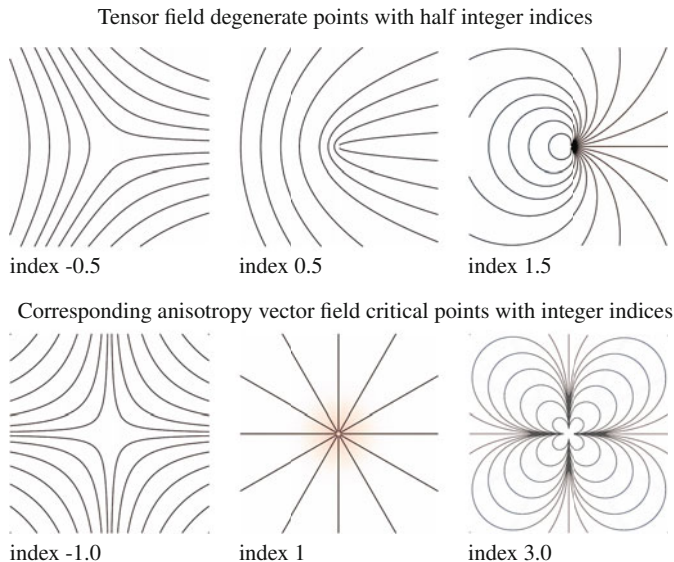 Tensor field degenerate points with half integer indices
index -0.5
index 0.5
index 1.5
Corresponding anisotropy vector field critical points with integer indices
index -1.0
index 1
index 3.0